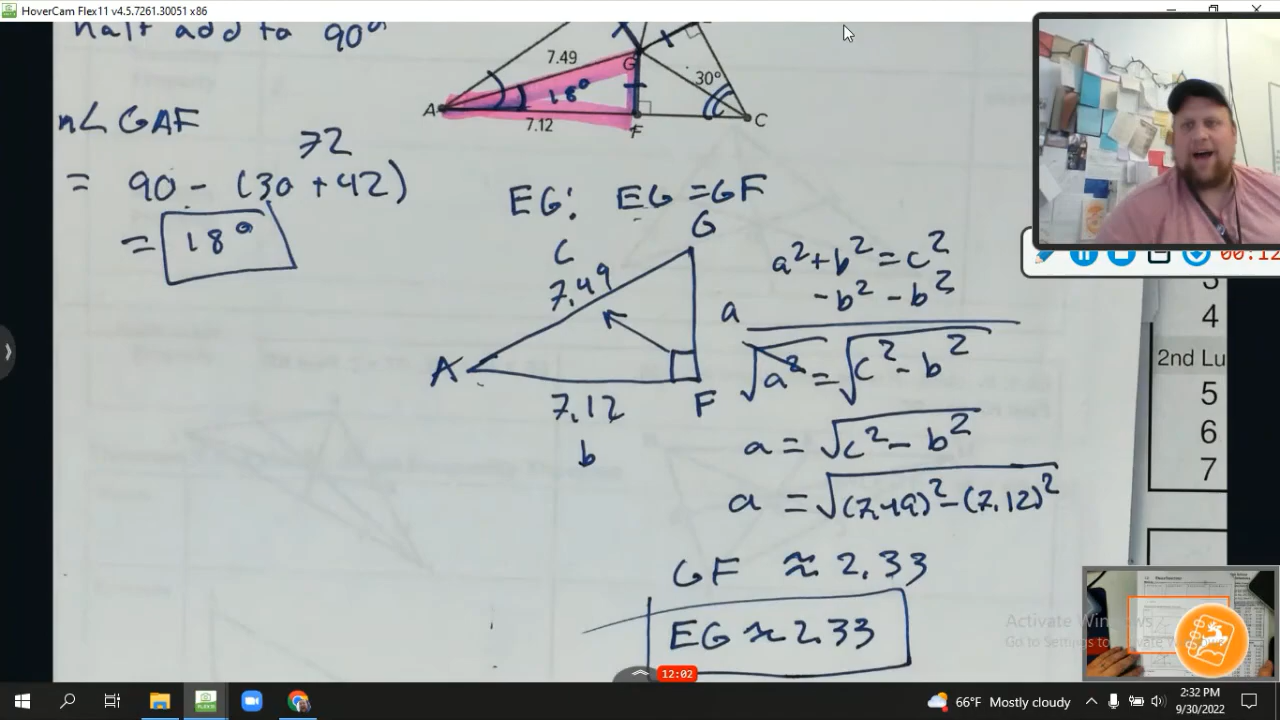 HoverCam Flex11 v4.5.7261.30051 x86
half add to 90°
m∠ GAF
72
= 90 - (30 + 42)
= 18°
7.49
G
18°
30°
A
7.12
F
C
EG: EG = GF
G
C
7.49
a
A
7.12
F
b
a² + b² = c²
-b² -b²
√a² = √c² - b²
a = √c² - b²
a = √(7.49)² - (7.12)²
GF ≈ 2.33
EG ≈ 2.33
00:12
3
4
2nd Lu
5
6
7
Activate Windows
Go to Settings to activate Windows
12:02
66°F Mostly cloudy
2:32 PM
9/30/2022